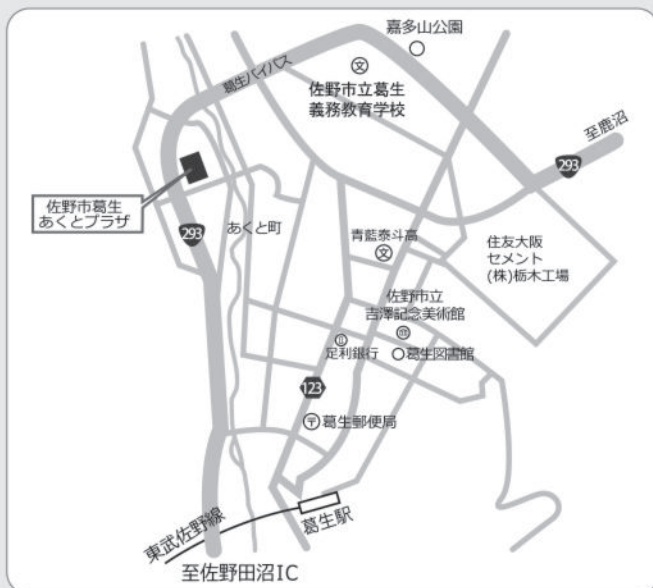 嘉多山公園
葛生バイパス
文
佐野市立葛生
義務教育学校
至鹿沼
293
佐野市葛生
あくとプラザ
293
あくと町
青藍泰斗高
文
住友大阪
セメント
(株)栃木工場
佐野市立
吉澤記念美術館
足利銀行
葛生図書館
123
〒葛生郵便局
葛生駅
東武佐野線
至佐野田沼IC